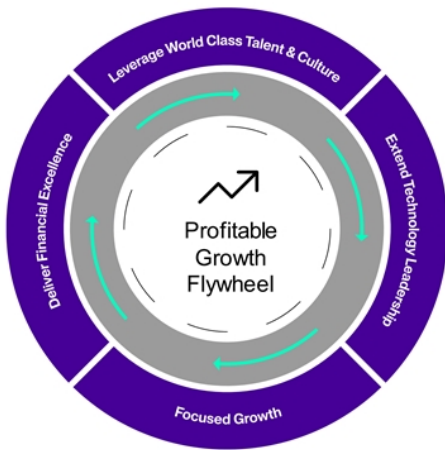 Leverage World Class Talent & Culture
Extend Technology Leadership
Focused Growth
Deliver Financial Excellence
Profitable
Growth
Flywheel